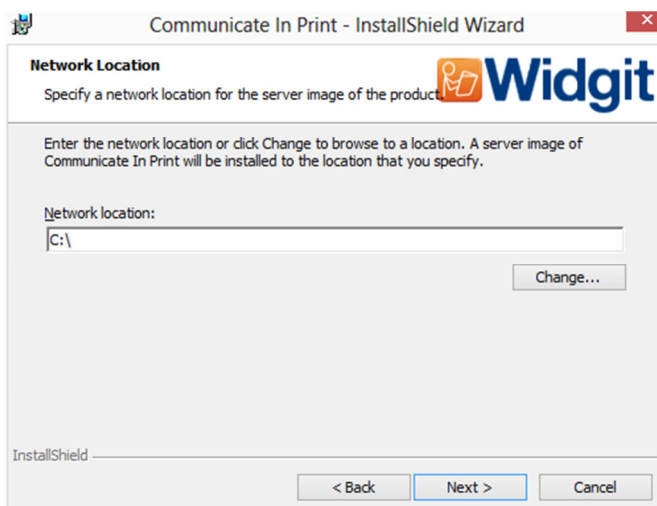 Communicate In Print - InstallShield Wizard
Network Location
Specify a network location for the server image of the product.
Widgit
Enter the network location or click Change to browse to a location. A server image of
Communicate In Print will be installed to the location that you specify.
Network location:
C:\
Change...
InstallShield
< Back
Next >
Cancel